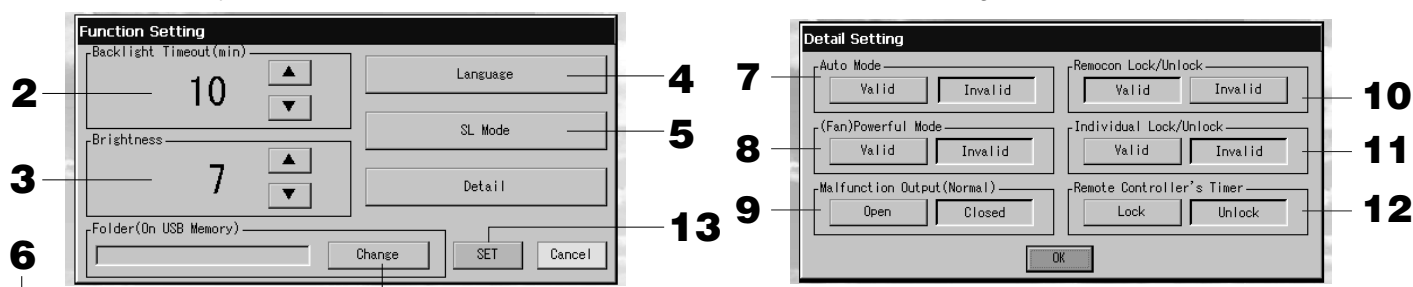 Function Setting
Backlight Timeout(min)
10
▲
▼
2
Language
4
SL Mode
5
Brightness
7
▲
▼
3
Detail
Folder(On USB Memory)
Change
SET
Cancel
13
6
Detail Setting
Auto Mode
Valid Invalid
7
Remocon Lock/Unlock
Valid Invalid
10
(Fan)Powerful Mode
Valid Invalid
8
Individual Lock/Unlock
Valid Invalid
11
Malfunction Output(Normal)
Open Closed
9
Remote Controller's Timer
Lock Unlock
12
OK